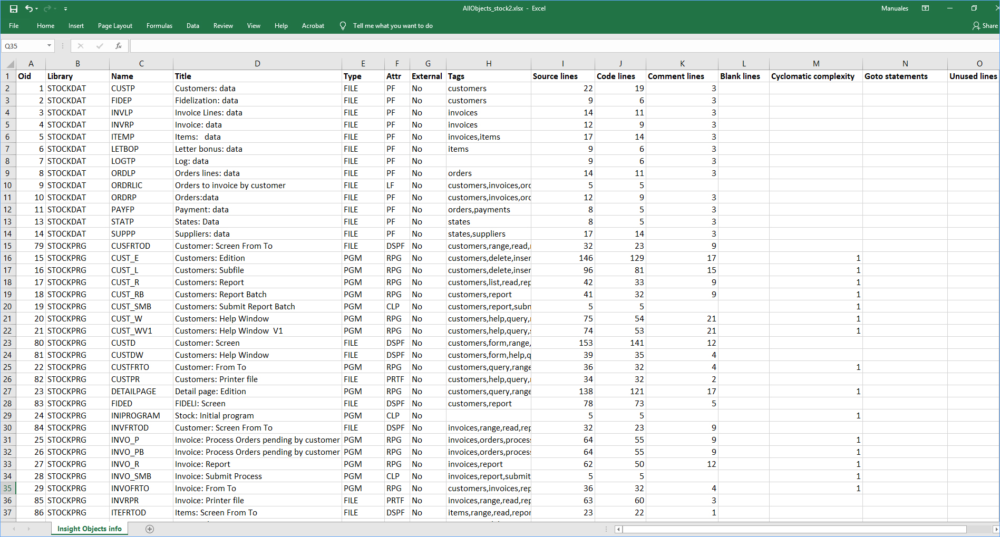 AllObjects_stock2.xlsx - Excel
Manuales
File Home Insert Page Layout Formulas Data Review View Help Acrobat Tell me what you want to do Share
Q35 fx
A B C D E F G H I J K L M N O
1 Oid Library Name Title Type Attr External Tags Source lines Code lines Comment lines Blank lines Cyclomatic complexity Goto statements Unused lines
2 1 STOCKDAT CUSTP Customers: data FILE PF No customers 22 19 3
3 2 STOCKDAT FIDEP Fidelization: data FILE PF No customers 9 6 3
4 3 STOCKDAT INVLP Invoice Lines: data FILE PF No invoices 14 11 3
5 4 STOCKDAT INVRP Invoice: data FILE PF No invoices 12 9 3
6 5 STOCKDAT ITEMP Items: data FILE PF No invoices,items 17 14 3
7 6 STOCKDAT LETBOP Letter bonus: data FILE PF No items 9 6 3
8 7 STOCKDAT LOGTP Log: data FILE PF No 9 6 3
9 8 STOCKDAT ORDLP Orders lines: data FILE PF No orders 14 11 3
10 9 STOCKDAT ORDRLIC Orders to invoice by customer FILE LF No customers,invoices,orc 5 5
11 10 STOCKDAT ORDRP Orders:data FILE PF No customers,invoices,orc 12 9 3
12 11 STOCKDAT PAYFP Payment: data FILE PF No orders,payments 8 5 3
13 13 STOCKDAT STATP States: Data FILE PF No states 8 5 3
14 14 STOCKDAT SUPPP Suppliers: data FILE PF No states,suppliers 17 14 3
15 79 STOCKPRG CUSFRTOD Customer: Screen From To FILE DSPF No customers,range,read, 32 23 9
16 15 STOCKPRG CUST_E Customers: Edition PGM RPG No customers,delete,inser 146 129 17 1
17 16 STOCKPRG CUST_L Customers: Subfile PGM RPG No customers,delete,inser 96 81 15 1
18 17 STOCKPRG CUST_R Customers: Report PGM RPG No customers,list,read,rep 42 33 9 1
19 18 STOCKPRG CUST_RB Customers: Report Batch PGM RPG No customers,report 41 32 9 1
20 19 STOCKPRG CUST_SMB Customers: Submit Report Batch PGM CLP No customers,report,subn 5 5 1
21 20 STOCKPRG CUST_W Customers: Help Window PGM RPG No customers,help,query, 75 54 21 1
22 21 STOCKPRG CUST_WV1 Customers: Help Window V1 PGM RPG No customers,help,query, 74 53 21 1
23 80 STOCKPRG CUSTD Customer: Screen FILE DSPF No customers,form,range, 153 141 12
24 81 STOCKPRG CUSTDW Customers: Help Window FILE DSPF No customers,form,help,q 39 35 4
25 22 STOCKPRG CUSTFRTO Customer: From To PGM RPG No customers,query,range 36 32 4 1
26 82 STOCKPRG CUSTPR Customers: Printer file FILE PRTF No customers,help,query, 34 32 2
27 23 STOCKPRG DETAILPAGE Detail page: Edition PGM RPG No customers,query,range 138 121 17 1
28 83 STOCKPRG FIDED FIDELI: Screen FILE DSPF No customers,report 78 73 5
29 24 STOCKPRG INIPROGRAM Stock: Initial program PGM CLP No 5 5 1
30 84 STOCKPRG INVFRTOD Customer: Screen From To FILE DSPF No invoices,range,read,rep 32 23 9
31 25 STOCKPRG INVO_P Invoice: Process Orders pending by customer PGM RPG No invoices,orders,process 64 55 9 1
32 26 STOCKPRG INVO_PB Invoice: Process Orders pending by customer PGM RPG No invoices,orders,process 64 55 9 1
33 27 STOCKPRG INVO_R Invoice: Report PGM RPG No invoices,report 62 50 12 1
34 28 STOCKPRG INVO_SMB Invoice: Submit Process PGM CLP No invoices,report,submit 5 5 1
35 29 STOCKPRG INVOFRTO Invoice: From To PGM RPG No customers,invoices,rep 36 32 4 1
36 85 STOCKPRG INVRPR Invoice: Printer file FILE PRTF No invoices,range,read,rep 63 60 3
37 86 STOCKPRG ITEFRTOD Items: Screen From To FILE DSPF No items,range,read,repor 23 22 1
Insight Objects info